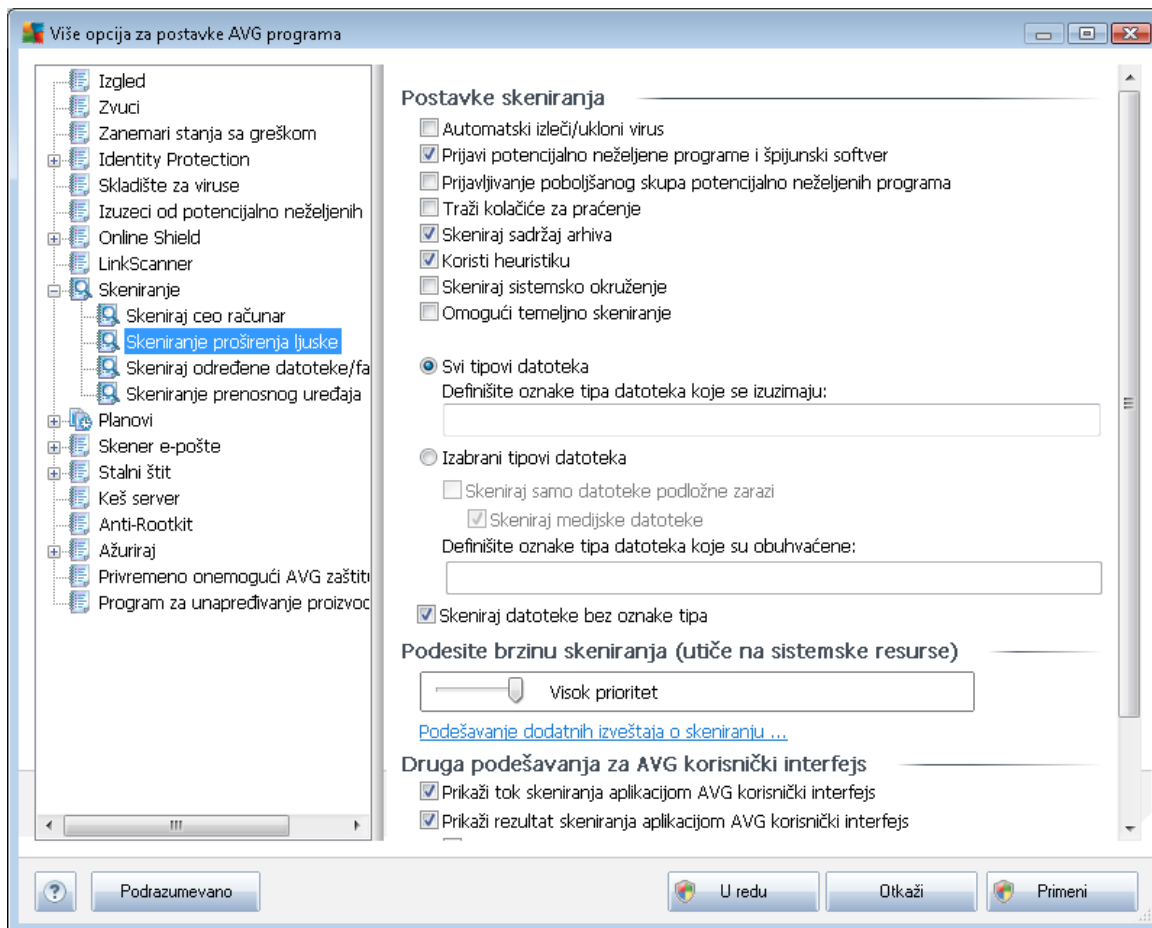 Više opcija za postavke AVG programa
Izgled
Zvuci
Zanemari stanja sa greškom
Identity Protection
Skladište za viruse
Izuzeci od potencijalno neželjenih
Online Shield
LinkScanner
Skeniranje
Skeniraj ceo računar
Skeniranje proširenja ljuske
Skeniraj određene datoteke/fa
Skeniranje prenosnog uređaja
Planovi
Skener e-pošte
Stalni štit
Keš server
Anti-Rootkit
Ažuriraj
Privremeno onemogući AVG zaštitu
Program za unapređivanje proizvod
Postavke skeniranja
Automatski izleči/ukloni virus
Prijavi potencijalno neželjene programe i špijunski softver
Prijavljivanje poboljšanog skupa potencijalno neželjenih programa
Traži kolačiće za praćenje
Skeniraj sadržaj arhiva
Koristi heuristiku
Skeniraj sistemsko okruženje
Omogući temeljno skeniranje
Svi tipovi datoteka
Definišite oznake tipa datoteka koje se izuzimaju:
Izabrani tipovi datoteka
Skeniraj samo datoteke podložne zarazi
Skeniraj medijske datoteke
Definišite oznake tipa datoteka koje su obuhvaćene:
Skeniraj datoteke bez oznake tipa
Podesite brzinu skeniranja (utiče na sistemske resurse)
Visok prioritet
Podešavanje dodatnih izveštaja o skeniranju ...
Druga podešavanja za AVG korisnički interfejs
Prikaži tok skeniranja aplikacijom AVG korisnički interfejs
Prikaži rezultat skeniranja aplikacijom AVG korisnički interfejs
?
Podrazumevano
U redu
Otkaži
Primeni